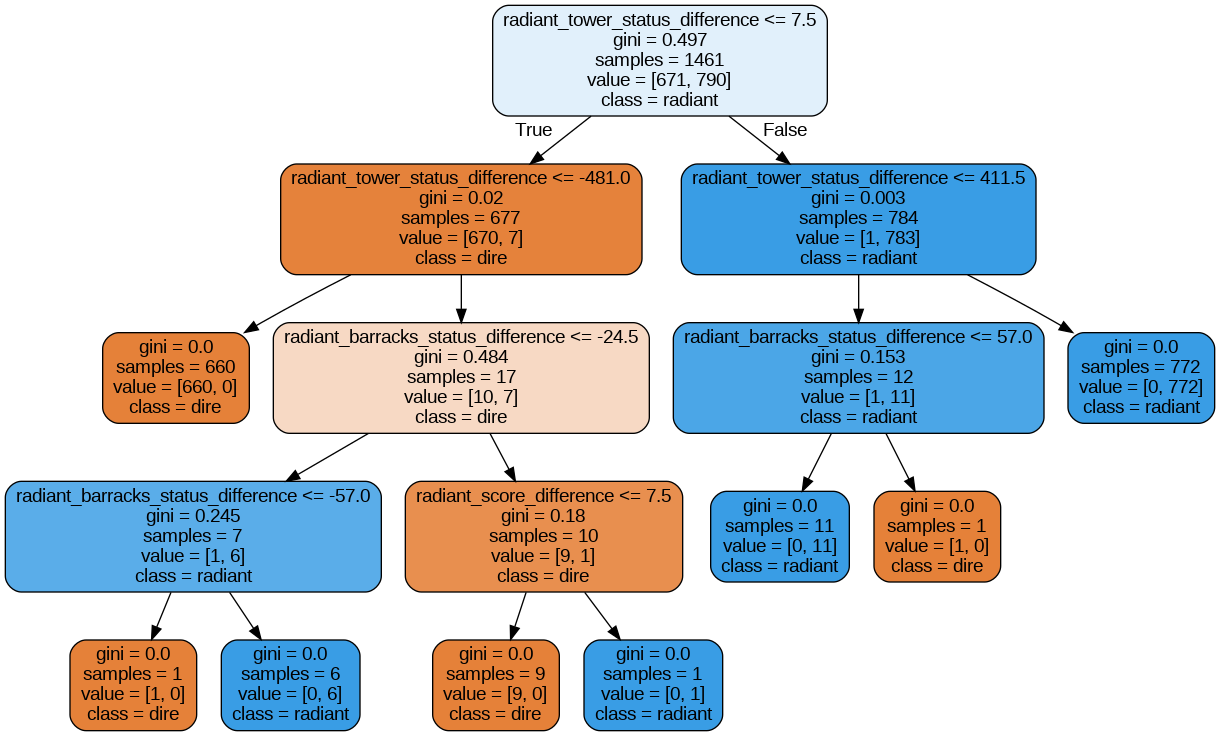 radiant_tower_status_difference <= 7.5
gini = 0.497
samples = 1461
value = [671, 790]
class = radiant
True
False
radiant_tower_status_difference <= -481.0
gini = 0.02
samples = 677
value = [670, 7]
class = dire
radiant_tower_status_difference <= 411.5
gini = 0.003
samples = 784
value = [1, 783]
class = radiant
gini = 0.0
samples = 660
value = [660, 0]
class = dire
radiant_barracks_status_difference <= -24.5
gini = 0.484
samples = 17
value = [10, 7]
class = dire
radiant_barracks_status_difference <= 57.0
gini = 0.153
samples = 12
value = [1, 11]
class = radiant
gini = 0.0
samples = 772
value = [0, 772]
class = radiant
radiant_barracks_status_difference <= -57.0
gini = 0.245
samples = 7
value = [1, 6]
class = radiant
radiant_score_difference <= 7.5
gini = 0.18
samples = 10
value = [9, 1]
class = dire
gini = 0.0
samples = 11
value = [0, 11]
class = radiant
gini = 0.0
samples = 1
value = [1, 0]
class = dire
gini = 0.0
samples = 1
value = [1, 0]
class = dire
gini = 0.0
samples = 6
value = [0, 6]
class = radiant
gini = 0.0
samples = 9
value = [9, 0]
class = dire
gini = 0.0
samples = 1
value = [0, 1]
class = radiant